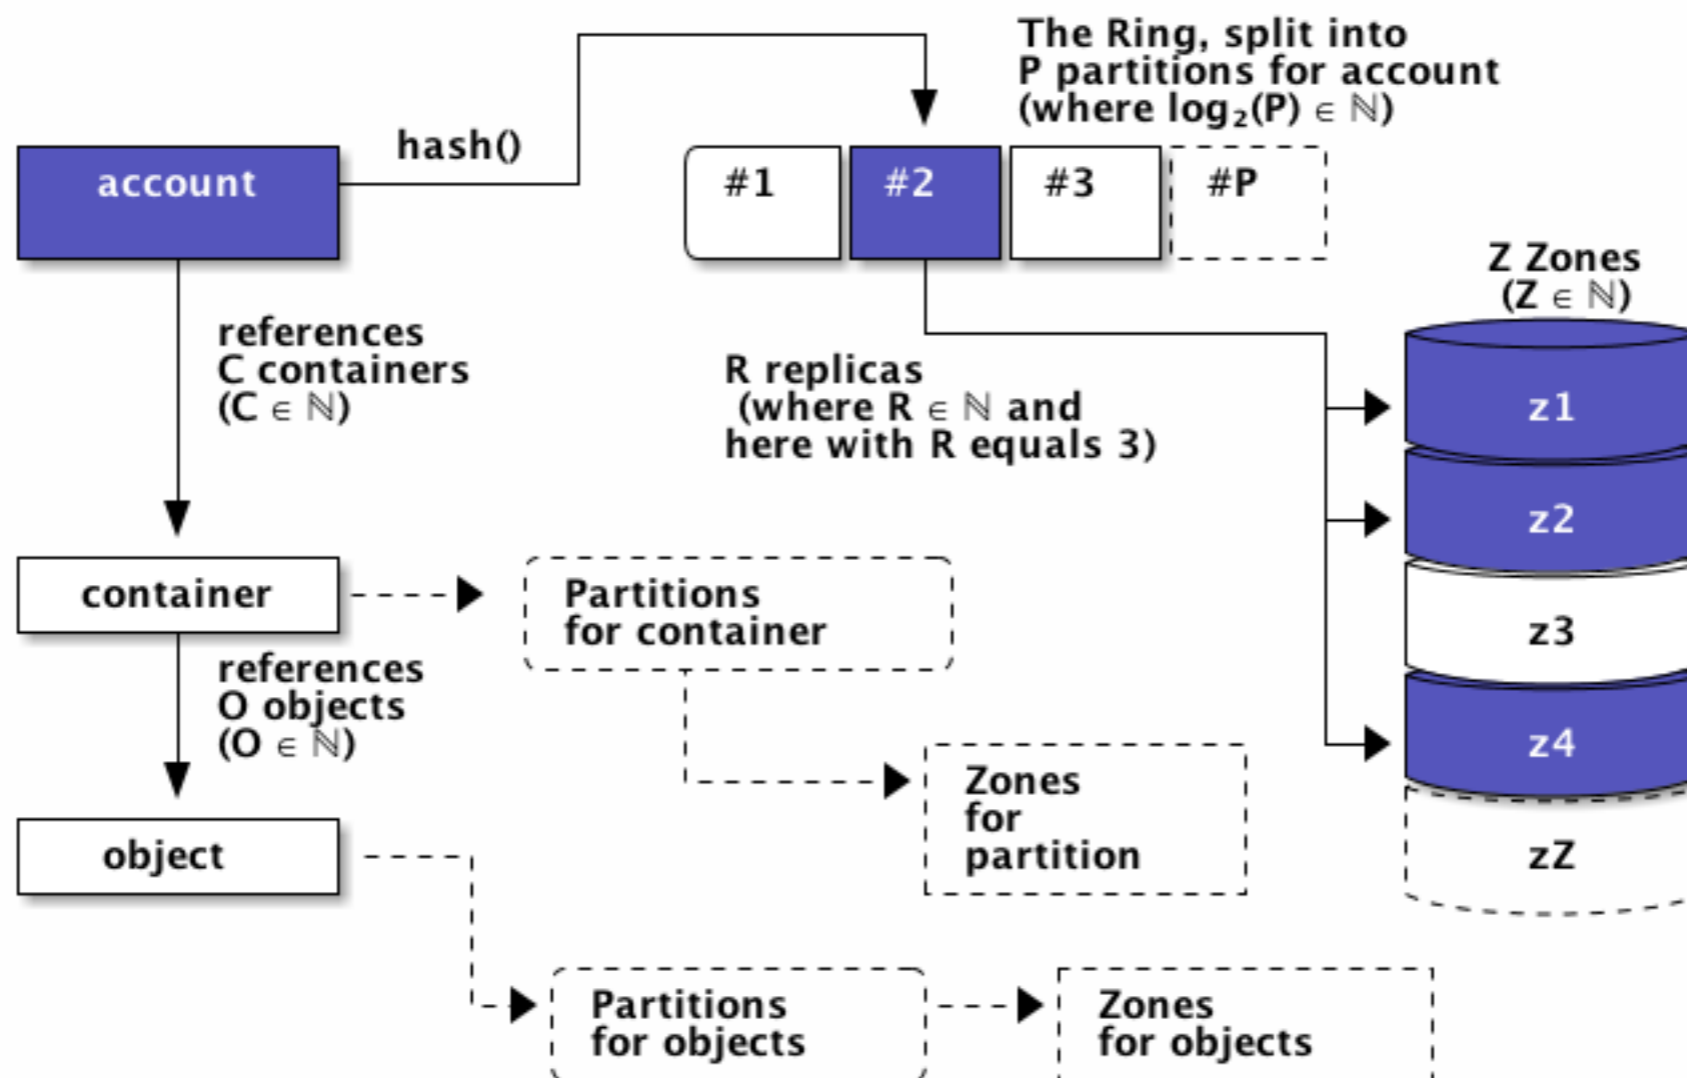 The Ring, split into
P partitions for account
(where log₂(P) ∈ ℕ)
hash()
account
#1
#2
#3
#P
Z Zones
(Z ∈ ℕ)
references
C containers
(C ∈ ℕ)
R replicas
(where R ∈ ℕ and
here with R equals 3)
z1
z2
z3
z4
zZ
container
Partitions
for container
references
O objects
(O ∈ ℕ)
Zones
for
partition
object
Partitions
for objects
Zones
for objects